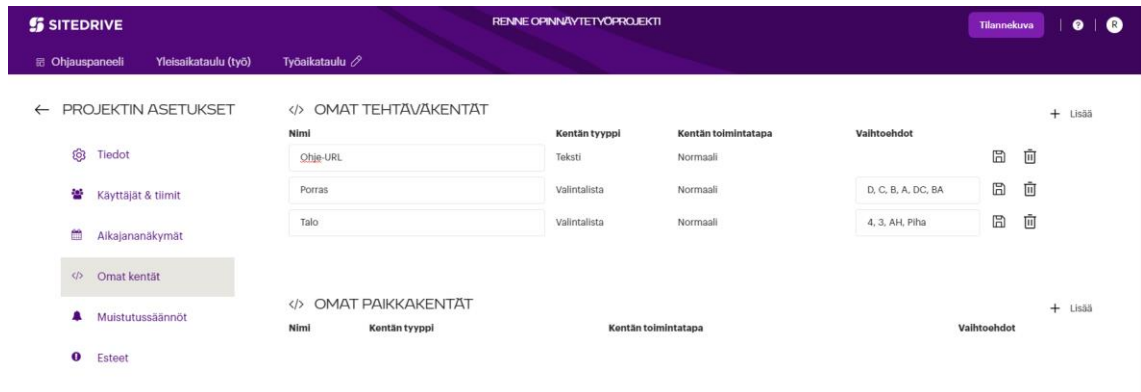 SITEDRIVE
RENNE OPINNÄYTETYÖPROJEKTI
Tilannekuva
?
R
Ohjauspaneeli
Yleisaikataulu (työ)
Työaikataulu
← PROJEKTIN ASETUKSET
Tiedot
Käyttäjät & tiimit
Aikajananäkymät
</> Omat kentät
Muistutussäännöt
Esteet
</> OMAT TEHTÄVÄKENTÄT
+ Lisää
Nimi Kentän tyyppi Kentän toimintatapa Vaihtoehdot
Ohje-URL Teksti Normaali
Porras Valintalista Normaali D, C, B, A, DC, BA
Talo Valintalista Normaali 4, 3, AH, Piha
</> OMAT PAIKKAKENTÄT
+ Lisää
Nimi Kentän tyyppi Kentän toimintatapa Vaihtoehdot